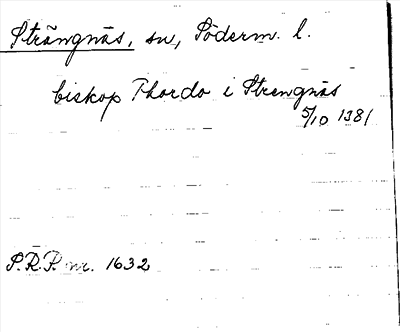 Strängnäs, sn, Söderm. l.
biskop Thordo i Strengnäs
5/10 1381
S.R.P. nr. 1632